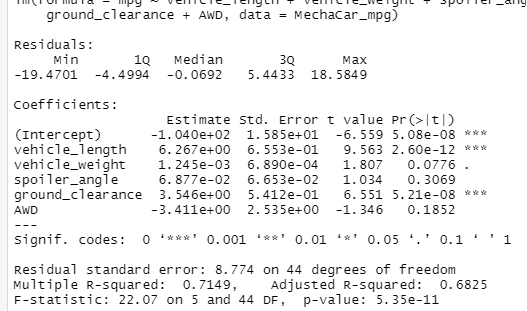 lm(formula = mpg ~ vehicle_length + vehicle_weight + spoiler_ang
ground_clearance + AWD, data = MechaCar_mpg)
Residuals:
Min 1Q Median 3Q Max
-19.4701 -4.4994 -0.0692 5.4433 18.5849
Coefficients:
Estimate Std. Error t value Pr(>|t|)
(Intercept) -1.040e+02 1.585e+01 -6.559 5.08e-08 ***
vehicle_length 6.267e+00 6.553e-01 9.563 2.60e-12 ***
vehicle_weight 1.245e-03 6.890e-04 1.807 0.0776 .
spoiler_angle 6.877e-02 6.653e-02 1.034 0.3069
ground_clearance 3.546e+00 5.412e-01 6.551 5.21e-08 ***
AWD -3.411e+00 2.535e+00 -1.346 0.1852
---
Signif. codes: 0 ‘***’ 0.001 ‘**’ 0.01 ‘*’ 0.05 ‘.’ 0.1 ‘ ’ 1
Residual standard error: 8.774 on 44 degrees of freedom
Multiple R-squared: 0.7149, Adjusted R-squared: 0.6825
F-statistic: 22.07 on 5 and 44 DF, p-value: 5.35e-11